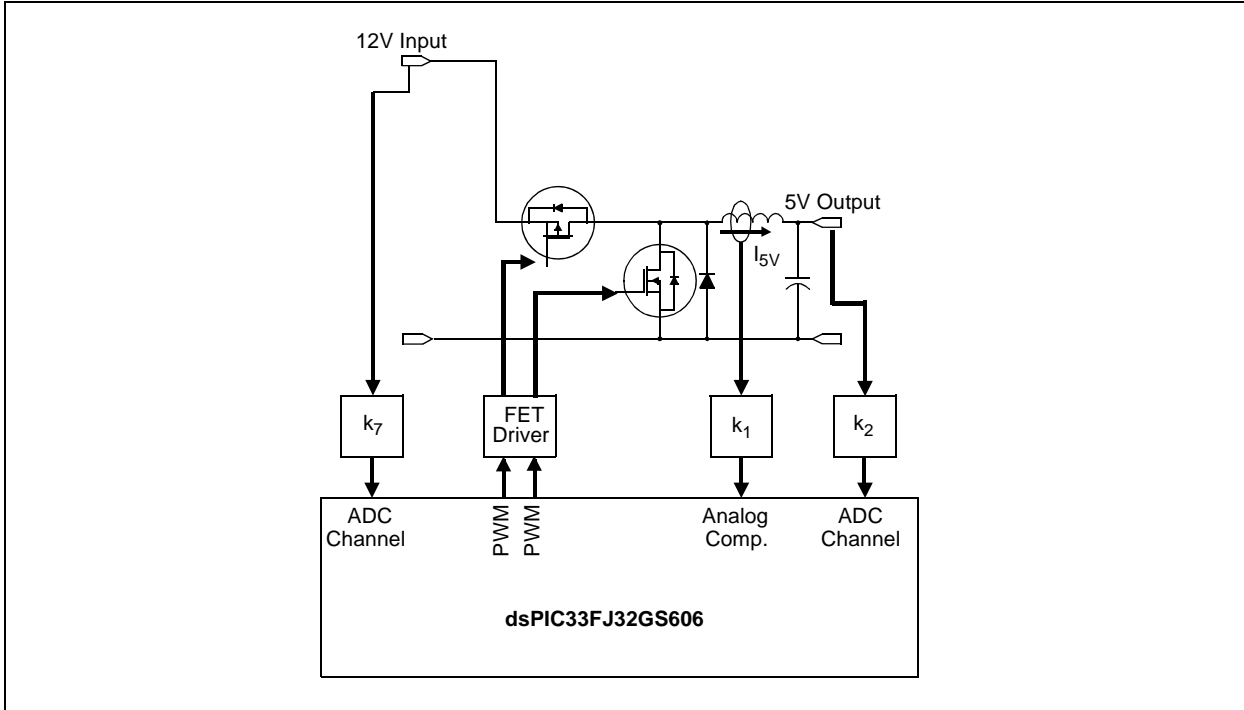 12V Input
5V Output
I5V
k7
FET
Driver
k1
k2
ADC
Channel
PWM
PWM
Analog
Comp.
ADC
Channel
dsPIC33FJ32GS606